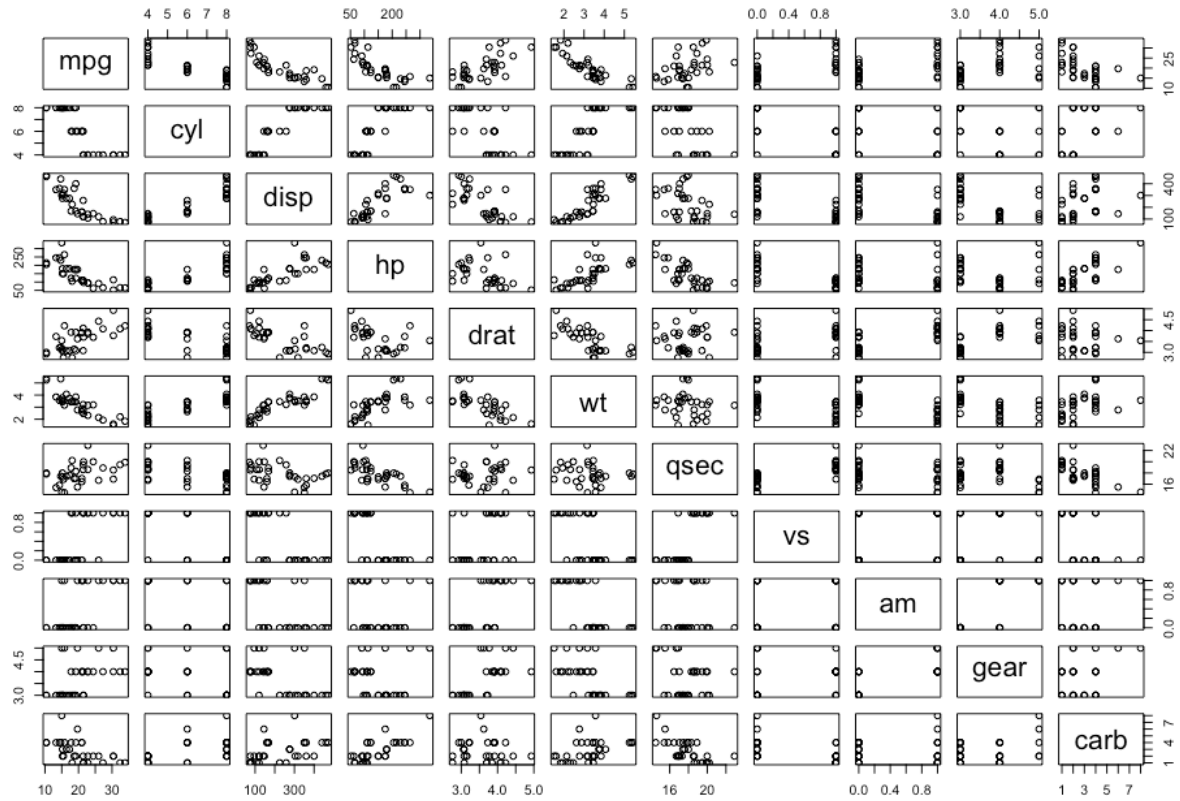 4 5 6 7 8 50 200 2 3 4 5 0.0 0.4 0.8 3.0 4.0 5.0
mpg 10 25
4 6 8 cyl
disp 100 400
50 250 hp
drat 3.0 4.5
2 4 wt
qsec 16 22
0.0 0.8 vs
am 0.0 0.8
3.0 4.5 gear
carb 1 4 7
10 20 30 100 300 3.0 4.0 5.0 16 20 0.0 0.4 0.8 1 3 5 7